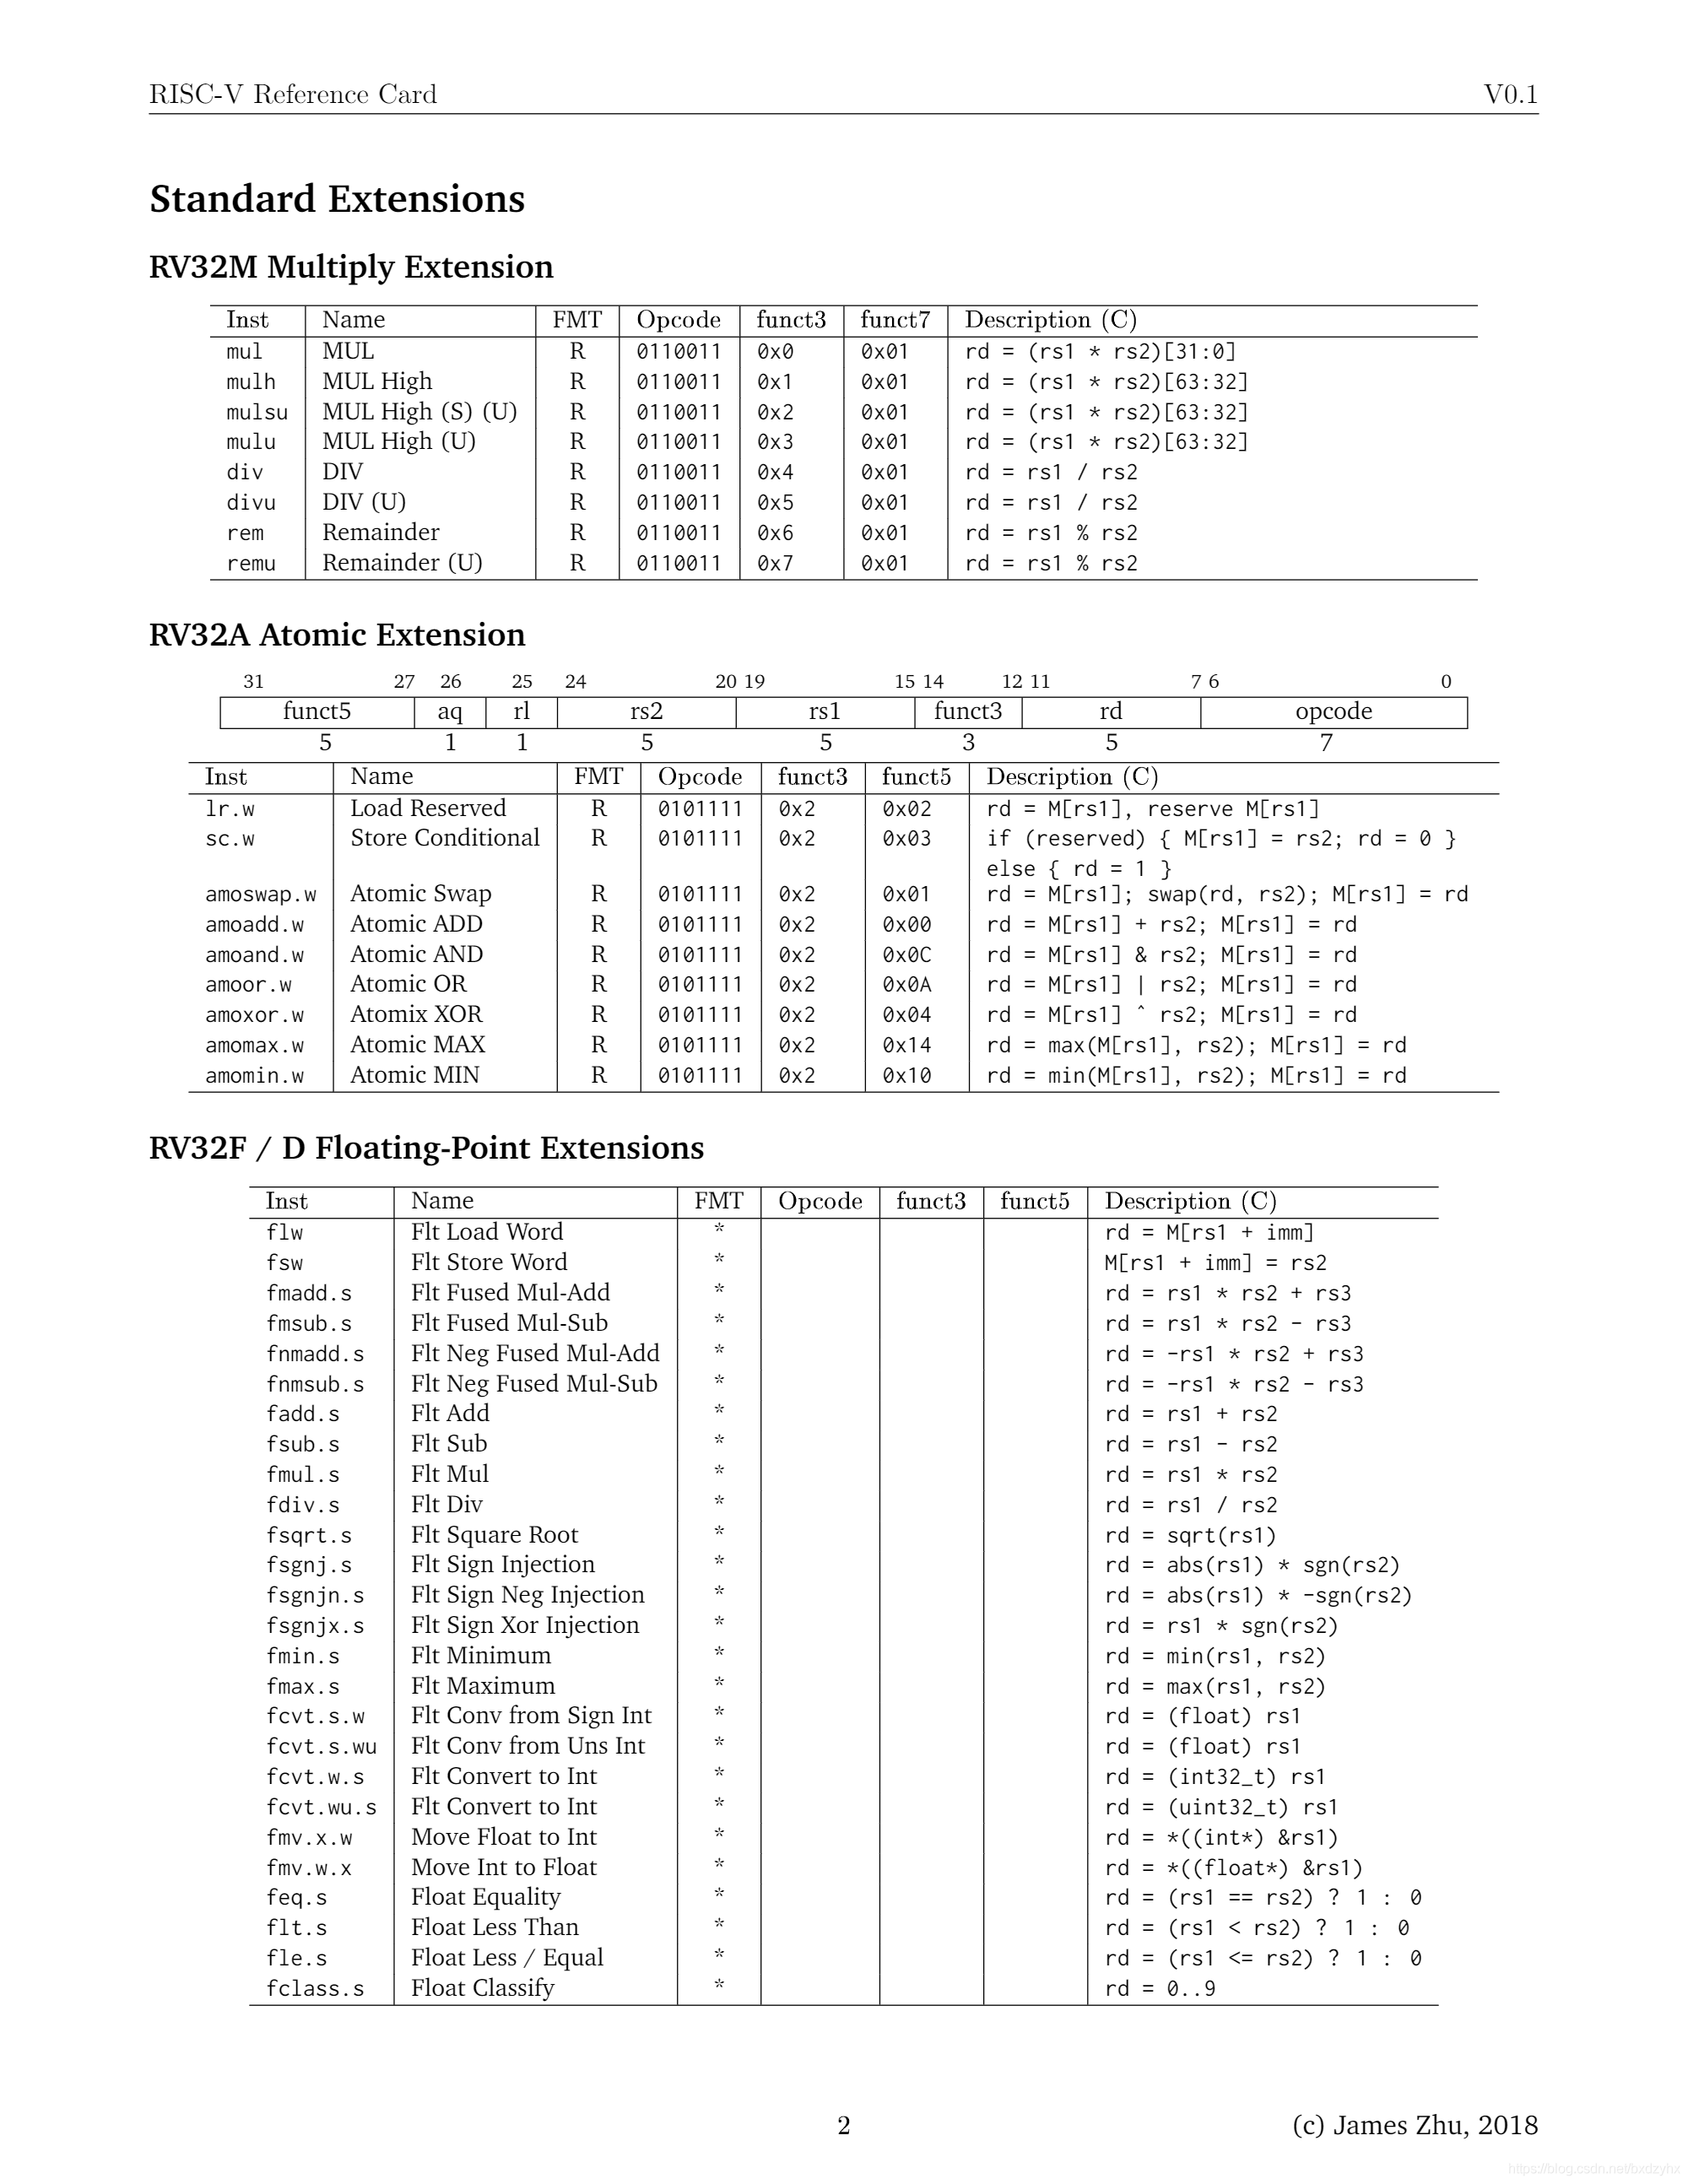 RISC-V Reference Card V0.1
Standard Extensions
RV32M Multiply Extension
Inst Name FMT Opcode funct3 funct7 Description (C)
mul MUL R 0110011 0x0 0x01 rd = (rs1 * rs2)[31:0]
mulh MUL High R 0110011 0x1 0x01 rd = (rs1 * rs2)[63:32]
mulsu MUL High (S) (U) R 0110011 0x2 0x01 rd = (rs1 * rs2)[63:32]
mulu MUL High (U) R 0110011 0x3 0x01 rd = (rs1 * rs2)[63:32]
div DIV R 0110011 0x4 0x01 rd = rs1 / rs2
divu DIV (U) R 0110011 0x5 0x01 rd = rs1 / rs2
rem Remainder R 0110011 0x6 0x01 rd = rs1 % rs2
remu Remainder (U) R 0110011 0x7 0x01 rd = rs1 % rs2
RV32A Atomic Extension
31 27 26 25 24 20 19 15 14 12 11 7 6 0
funct5 aq rl rs2 rs1 funct3 rd opcode
5 1 1 5 5 3 5 7
Inst Name FMT Opcode funct3 funct5 Description (C)
lr.w Load Reserved R 0101111 0x2 0x02 rd = M[rs1], reserve M[rs1]
sc.w Store Conditional R 0101111 0x2 0x03 if (reserved) { M[rs1] = rs2; rd = 0 }
else { rd = 1 }
amoswap.w Atomic Swap R 0101111 0x2 0x01 rd = M[rs1]; swap(rd, rs2); M[rs1] = rd
amoadd.w Atomic ADD R 0101111 0x2 0x00 rd = M[rs1] + rs2; M[rs1] = rd
amoand.w Atomic AND R 0101111 0x2 0x0C rd = M[rs1] & rs2; M[rs1] = rd
amoor.w Atomic OR R 0101111 0x2 0x0A rd = M[rs1] | rs2; M[rs1] = rd
amoxor.w Atomix XOR R 0101111 0x2 0x04 rd = M[rs1] ^ rs2; M[rs1] = rd
amomax.w Atomic MAX R 0101111 0x2 0x14 rd = max(M[rs1], rs2); M[rs1] = rd
amomin.w Atomic MIN R 0101111 0x2 0x10 rd = min(M[rs1], rs2); M[rs1] = rd
RV32F / D Floating-Point Extensions
Inst Name FMT Opcode funct3 funct5 Description (C)
flw Flt Load Word * rd = M[rs1 + imm]
fsw Flt Store Word * M[rs1 + imm] = rs2
fmadd.s Flt Fused Mul-Add * rd = rs1 * rs2 + rs3
fmsub.s Flt Fused Mul-Sub * rd = rs1 * rs2 - rs3
fnmadd.s Flt Neg Fused Mul-Add * rd = -rs1 * rs2 + rs3
fnmsub.s Flt Neg Fused Mul-Sub * rd = -rs1 * rs2 - rs3
fadd.s Flt Add * rd = rs1 + rs2
fsub.s Flt Sub * rd = rs1 - rs2
fmul.s Flt Mul * rd = rs1 * rs2
fdiv.s Flt Div * rd = rs1 / rs2
fsqrt.s Flt Square Root * rd = sqrt(rs1)
fsgnj.s Flt Sign Injection * rd = abs(rs1) * sgn(rs2)
fsgnjn.s Flt Sign Neg Injection * rd = abs(rs1) * -sgn(rs2)
fsgnjx.s Flt Sign Xor Injection * rd = rs1 * sgn(rs2)
fmin.s Flt Minimum * rd = min(rs1, rs2)
fmax.s Flt Maximum * rd = max(rs1, rs2)
fcvt.s.w Flt Conv from Sign Int * rd = (float) rs1
fcvt.s.wu Flt Conv from Uns Int * rd = (float) rs1
fcvt.w.s Flt Convert to Int * rd = (int32_t) rs1
fcvt.wu.s Flt Convert to Int * rd = (uint32_t) rs1
fmv.x.w Move Float to Int * rd = *((int*) &rs1)
fmv.w.x Move Int to Float * rd = *((float*) &rs1)
feq.s Float Equality * rd = (rs1 == rs2) ? 1 : 0
flt.s Float Less Than * rd = (rs1 < rs2) ? 1 : 0
fle.s Float Less / Equal * rd = (rs1 <= rs2) ? 1 : 0
fclass.s Float Classify * rd = 0..9
2 (c) James Zhu, 2018
https://blog.csdn.net/bxdzyhx